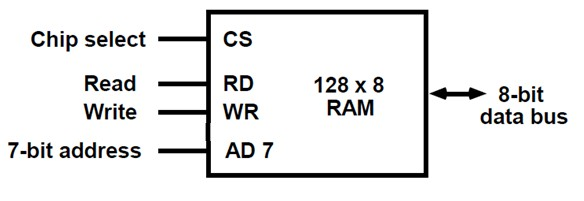 Chip select CS
Read RD
Write WR
7-bit address AD 7
128 x 8
RAM
8-bit
data bus